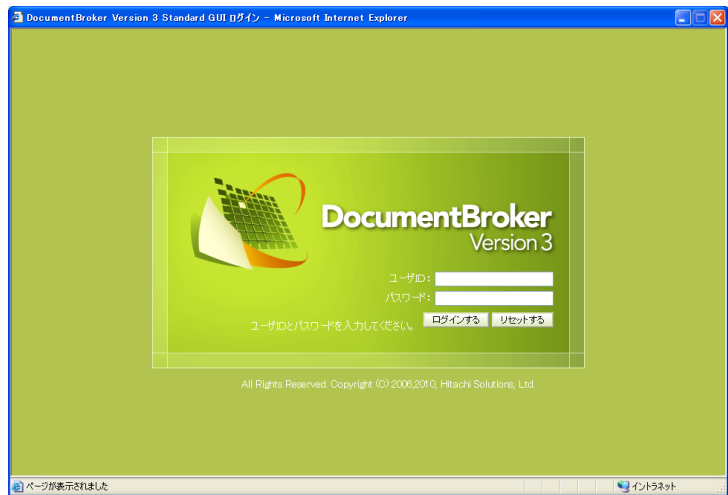 DocumentBroker Version 3 Standard GUI ログイン - Microsoft Internet Explorer
DocumentBroker
Version 3
ユーザID：
パスワード：
ユーザIDとパスワードを入力してください。 ログインする リセットする
All Rights Reserved. Copyright (C) 2006,2010, Hitachi Solutions, Ltd.
ページが表示されました イントラネット